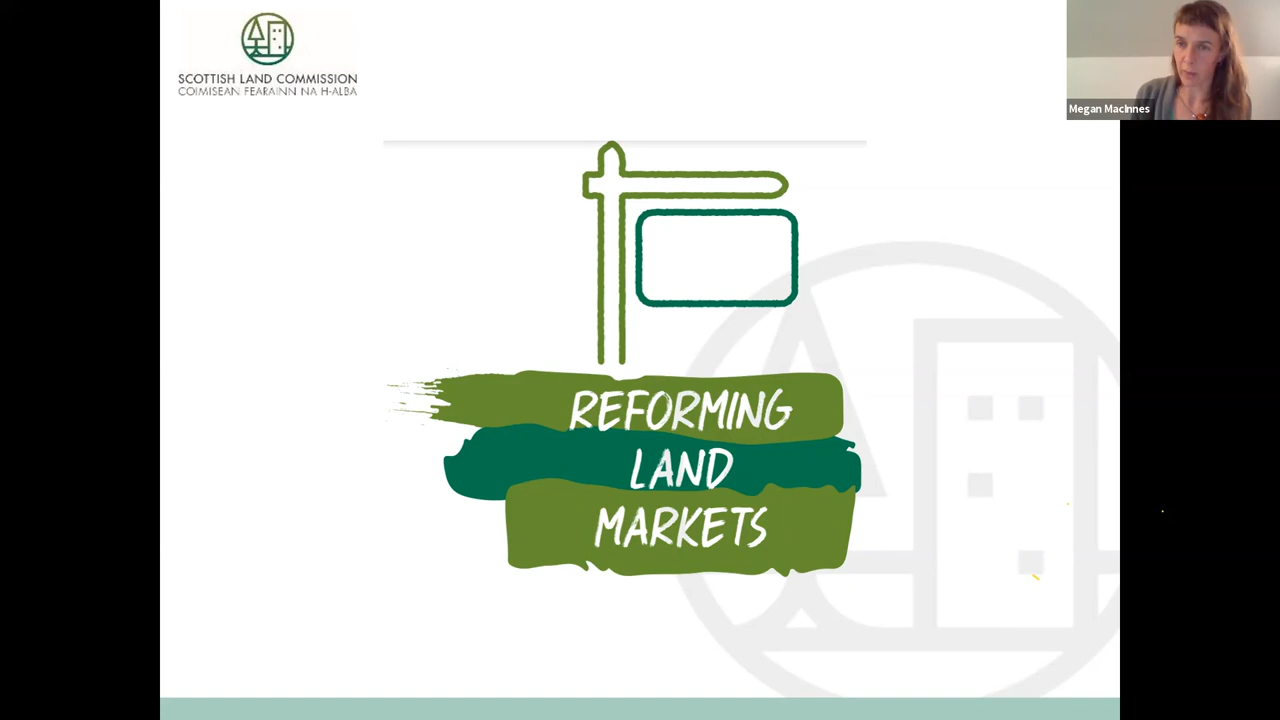 SCOTTISH LAND COMMISSION
COIMISEAN FEARAINN NA H-ALBA
Megan MacInnes
REFORMING
LAND
MARKETS